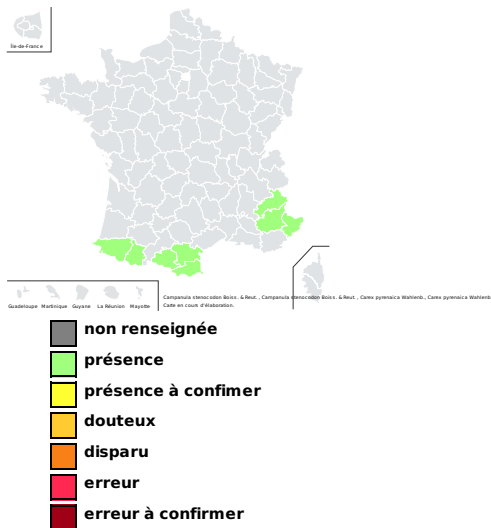 Île-de-France
Guadeloupe Martinique Guyane La Réunion Mayotte
Campanula stenocodon Boiss. & Reut. , Campanula stenocodon Boiss. & Reut. , Carex pyrenaica Wahlenb., Carex pyrenaica Wahlenb
Carte en cours d'élaboration.
non renseignée
présence
présence à confimer
douteux
disparu
erreur
erreur à confirmer